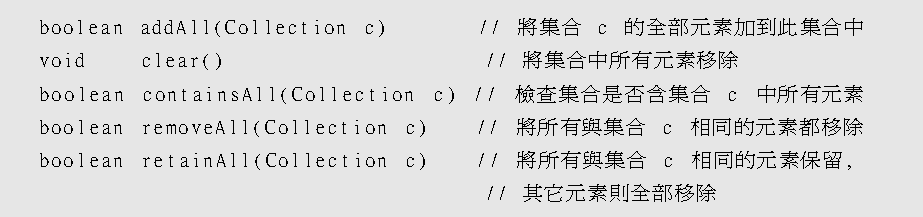 boolean addAll(Collection c) // 將集合 c 的全部元素加到此集合中
void clear() // 將集合中所有元素移除
boolean containsAll(Collection c) // 檢查集合是否含集合 c 中所有元素
boolean removeAll(Collection c) // 將所有與集合 c 相同的元素都移除
boolean retainAll(Collection c) // 將所有與集合 c 相同的元素保留，
// 其它元素則全部移除